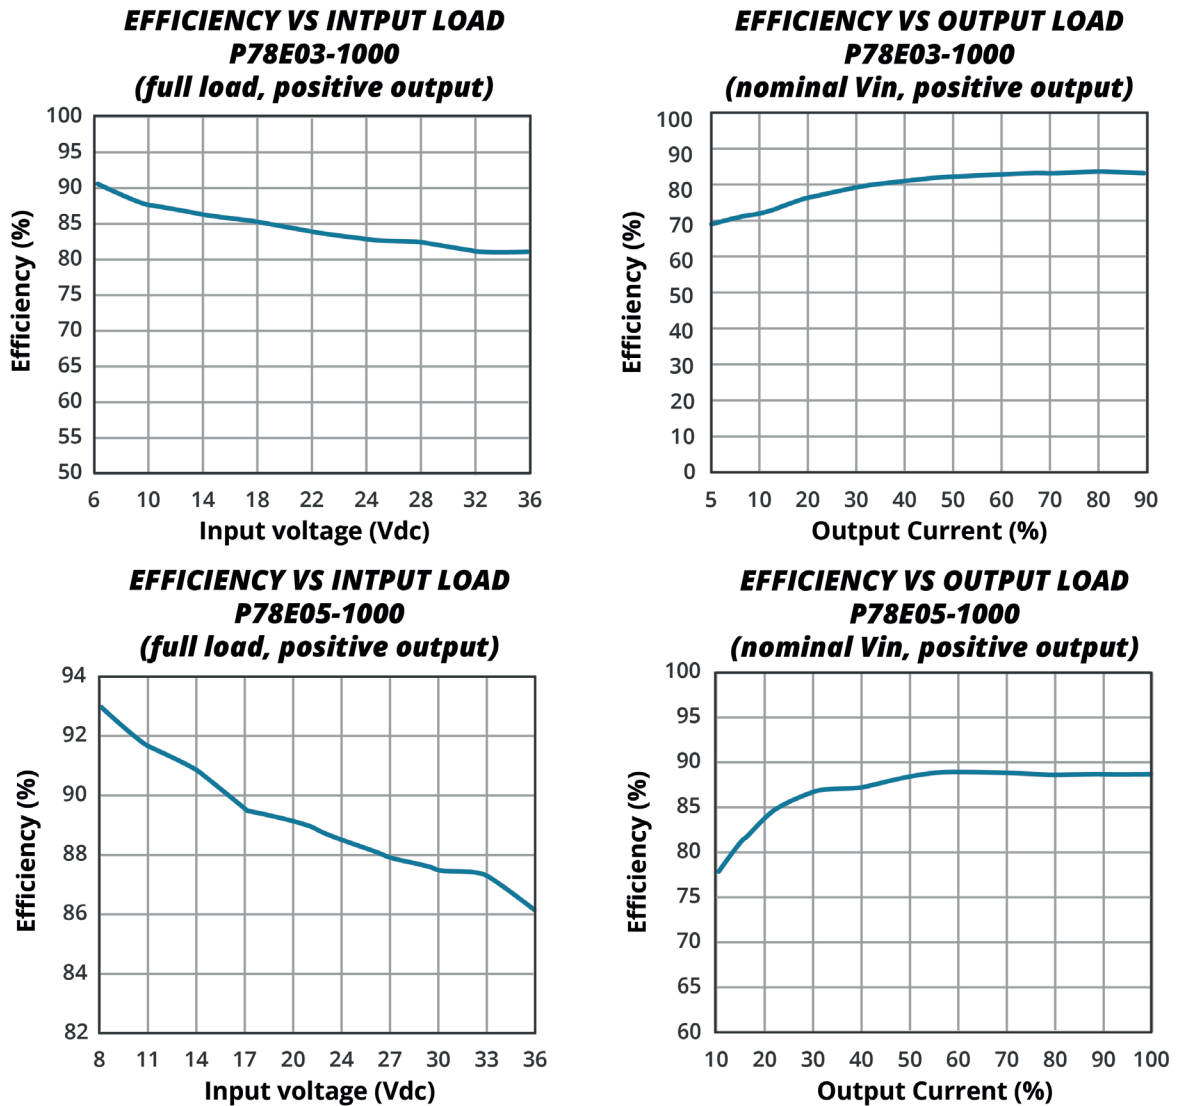 EFFICIENCY VS INTPUT LOAD
P78E03-1000
(full load, positive output)
100
95
90
85
80
75
70
65
60
55
50
Efficiency (%)
6 10 14 18 22 24 28 32 36
Input voltage (Vdc)
EFFICIENCY VS OUTPUT LOAD
P78E03-1000
(nominal Vin, positive output)
100
90
80
70
60
50
40
30
20
10
0
Efficiency (%)
5 10 20 30 40 50 60 70 80 90
Output Current (%)
EFFICIENCY VS INTPUT LOAD
P78E05-1000
(full load, positive output)
94
92
90
88
86
84
82
Efficiency (%)
8 11 14 17 20 24 27 30 33 36
Input voltage (Vdc)
EFFICIENCY VS OUTPUT LOAD
P78E05-1000
(nominal Vin, positive output)
100
95
90
85
80
75
70
65
60
Efficiency (%)
10 20 30 40 50 60 70 80 90 100
Output Current (%)